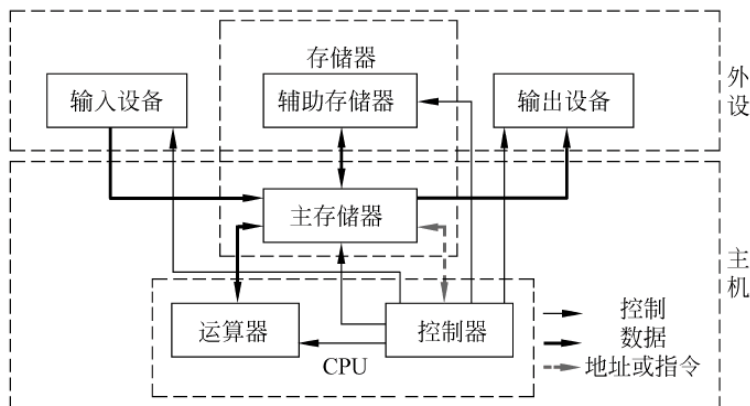 存储器
输入设备
辅助存储器
输出设备
外设
主存储器
主机
运算器
控制器
CPU
控制
数据
地址或指令